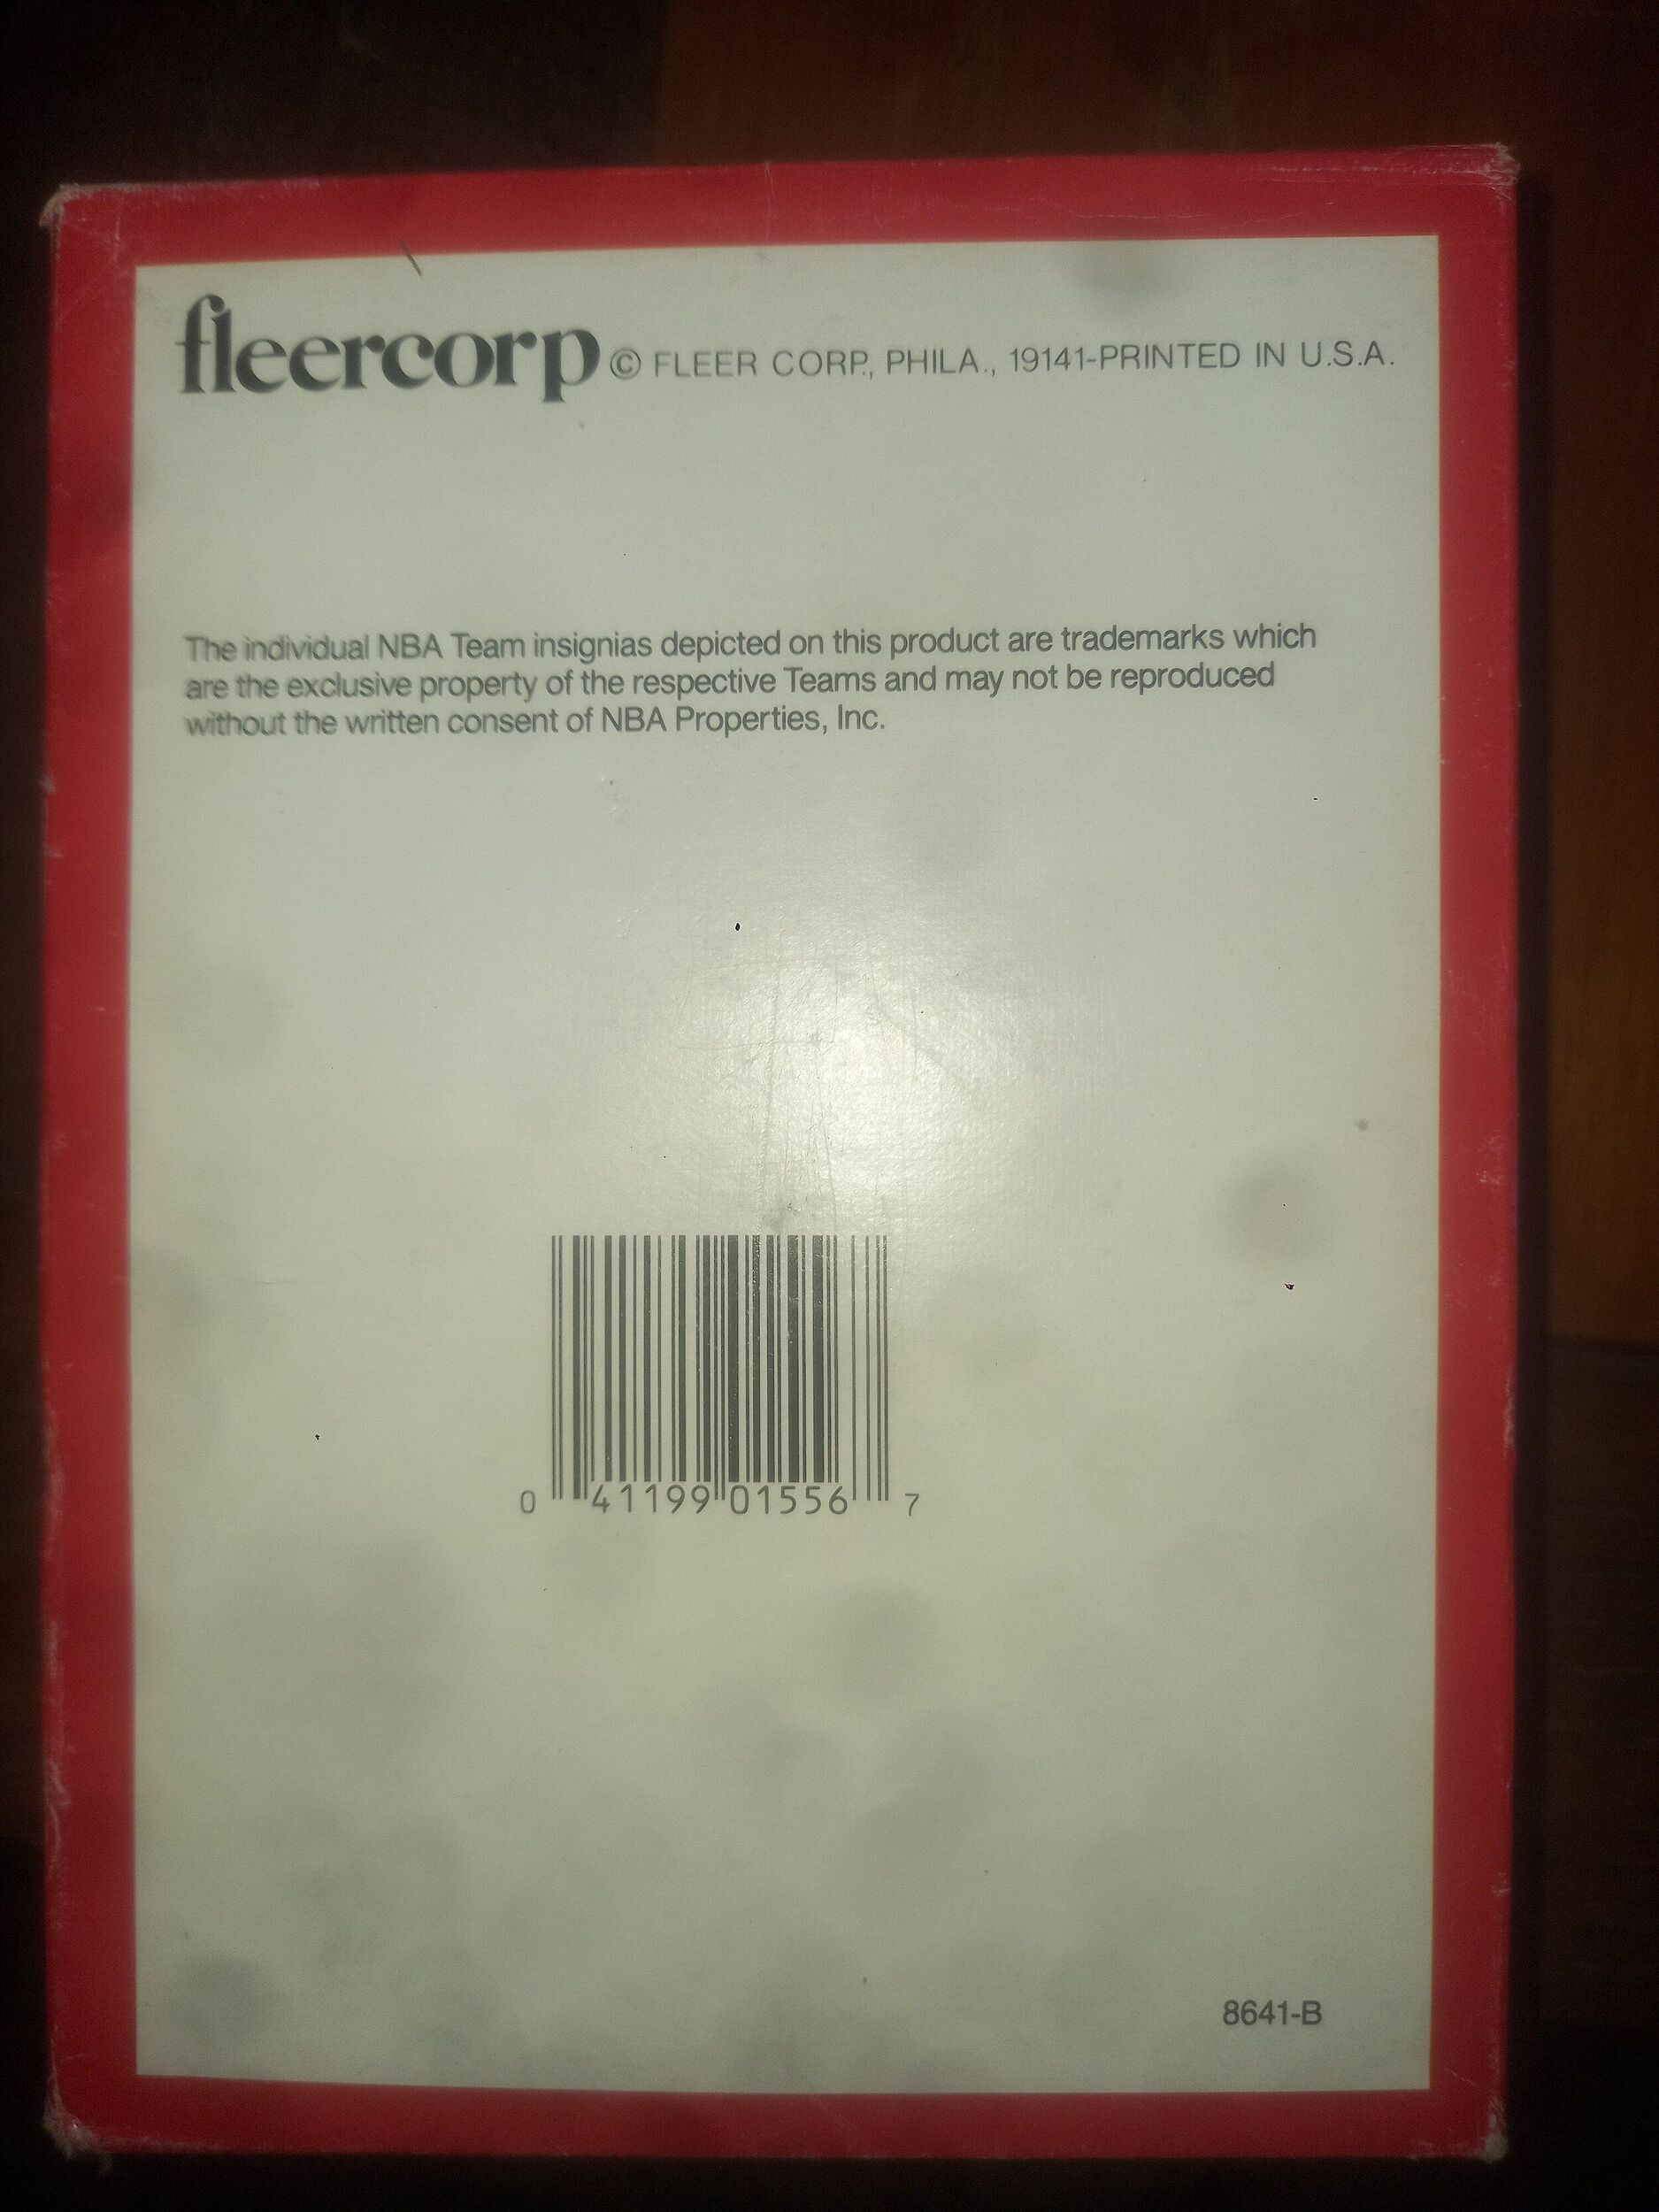 fleercorp © FLEER CORP., PHILA., 19141-PRINTED IN U.S.A.
The individual NBA Team insignias depicted on this product are trademarks which
are the exclusive property of the respective Teams and may not be reproduced
without the written consent of NBA Properties, Inc.
0 41199 01556 7
8641-B